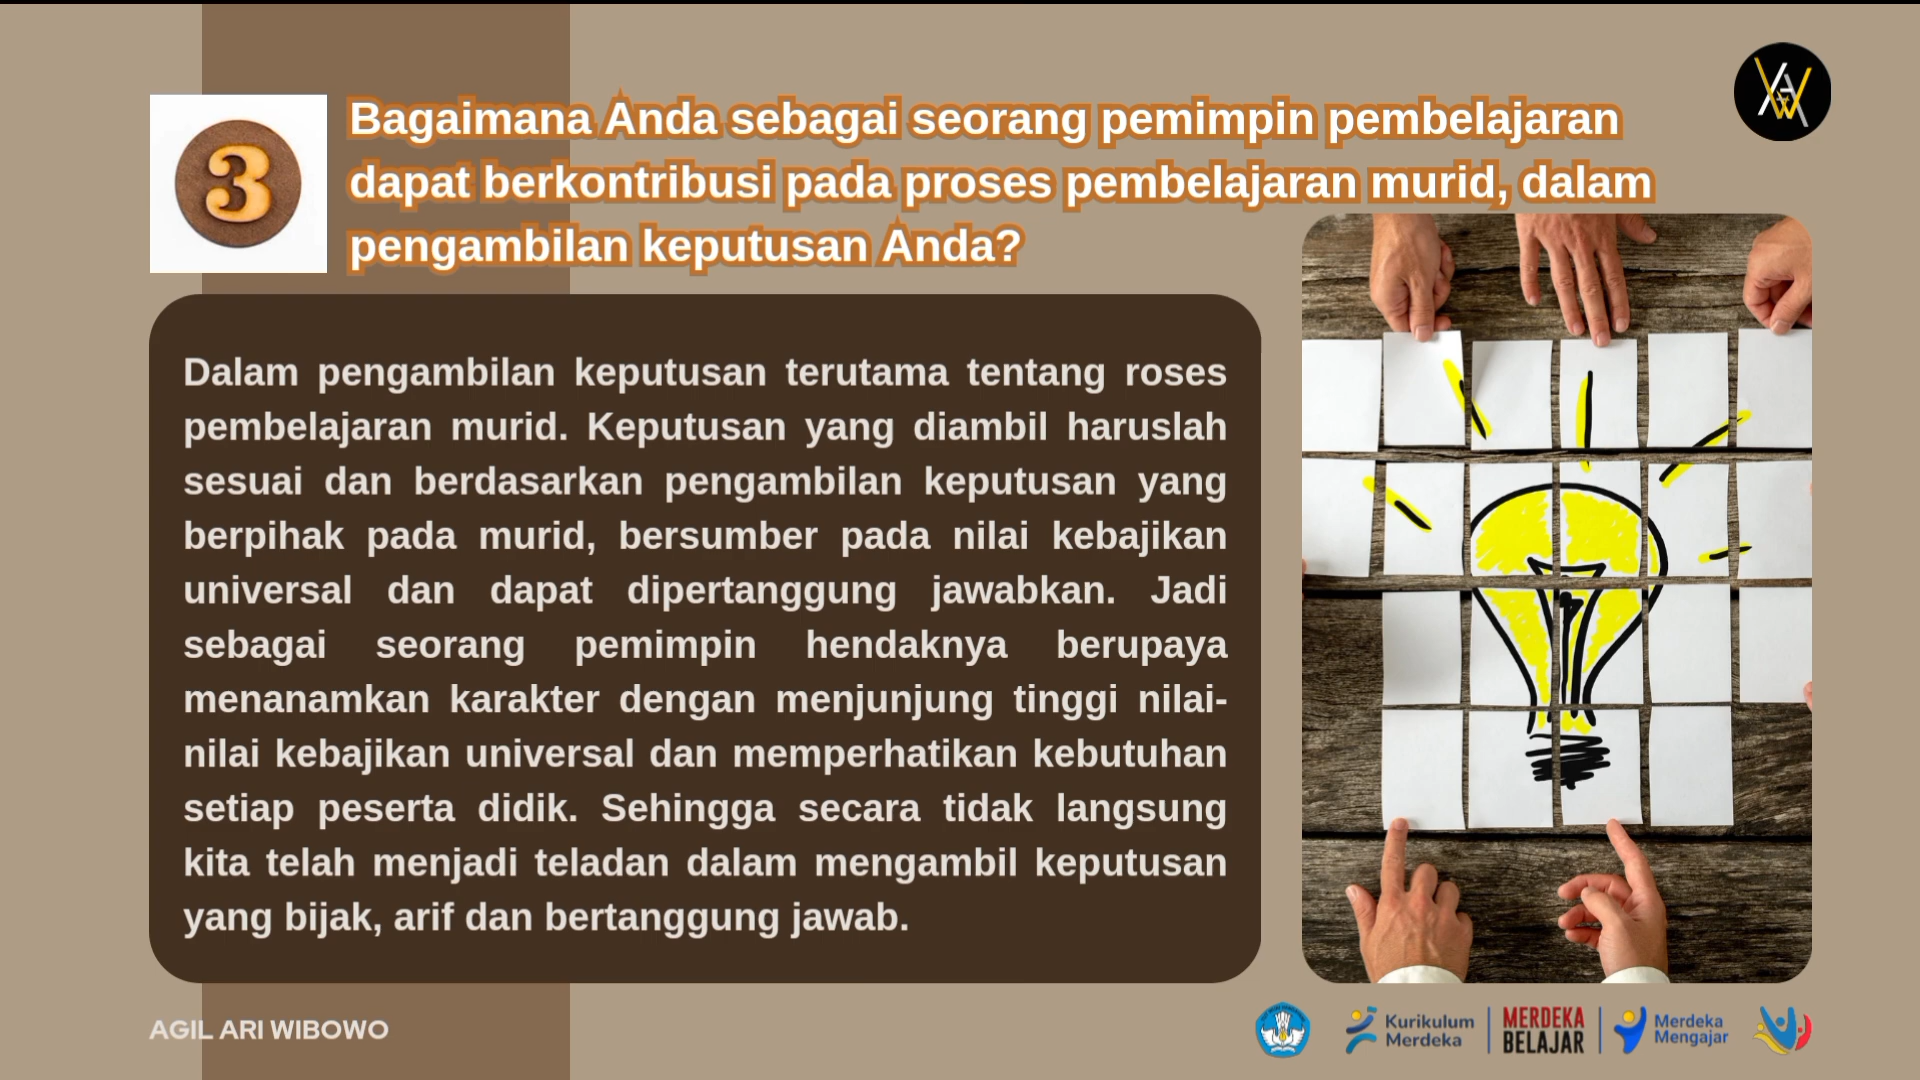 3
Bagaimana Anda sebagai seorang pemimpin pembelajaran
dapat berkontribusi pada proses pembelajaran murid, dalam
pengambilan keputusan Anda?
Dalam pengambilan keputusan terutama tentang roses
pembelajaran murid. Keputusan yang diambil haruslah
sesuai dan berdasarkan pengambilan keputusan yang
berpihak pada murid, bersumber pada nilai kebajikan
universal dan dapat dipertanggung jawabkan. Jadi
sebagai seorang pemimpin hendaknya berupaya
menanamkan karakter dengan menjunjung tinggi nilai-
nilai kebajikan universal dan memperhatikan kebutuhan
setiap peserta didik. Sehingga secara tidak langsung
kita telah menjadi teladan dalam mengambil keputusan
yang bijak, arif dan bertanggung jawab.
AGIL ARI WIBOWO
Kurikulum
Merdeka
MERDEKA
BELAJAR
Merdeka
Mengajar